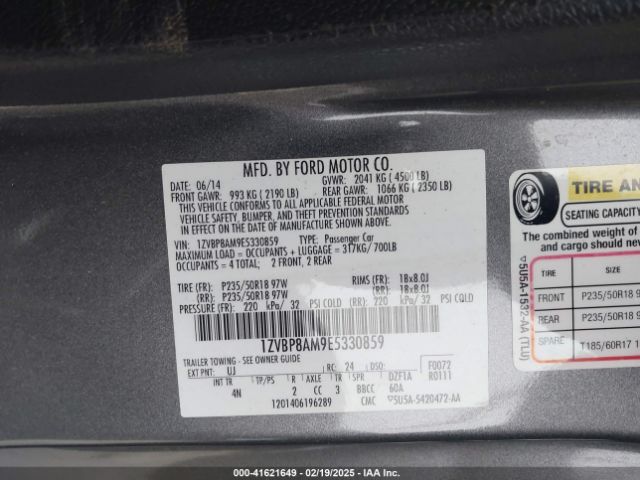 MFD. BY FORD MOTOR CO.
DATE: 06/14 GVWR: 2041 KG ( 4500 LB)
FRONT GAWR: 993 KG ( 2190 LB) REAR GAWR: 1066 KG ( 2350 LB)
THIS VEHICLE CONFORMS TO ALL APPLICABLE FEDERAL MOTOR
VEHICLE SAFETY, BUMPER, AND THEFT PREVENTION STANDARDS
IN EFFECT ON THE DATE OF MANUFACTURE SHOWN ABOVE.
VIN: 1ZVBP8AM9E5330859 TYPE: Passenger Car
MAXIMUM LOAD = OCCUPANTS + LUGGAGE = 317KG/700LB
OCCUPANTS = 4 TOTAL; 2 FRONT, 2 REAR
TIRE (FR): P235/50R18 97W RIMS (FR): 18x8.0J
(RR): P235/50R18 97W (RR): 18x8.0J
PRESSURE (FR): 220 kPa/ 32 PSI COLD (RR): 220 kPa/ 32 PSI COLD
1ZVBP8AM9E5330859
TRAILER TOWING - SEE OWNER GUIDE
EXT PNT: UJ RC: 24 DSO: F0072
INT TR TP/PS R AXLE TR SPR DZF1A R0111
4N 2 CC 3 BBCC 60A
1201406196289 CMC 5U5A-5420472-AA
TIRE AN
SEATING CAPACITY
The combined weight of
and cargo should nev
5U5A-1532-AA (TLU)
TIRE SIZE
FRONT P235/50R18 9
REAR P235/50R18 9
SPARE T185/60R17 1
000-41621649 - 02/19/2025 - IAA Inc.